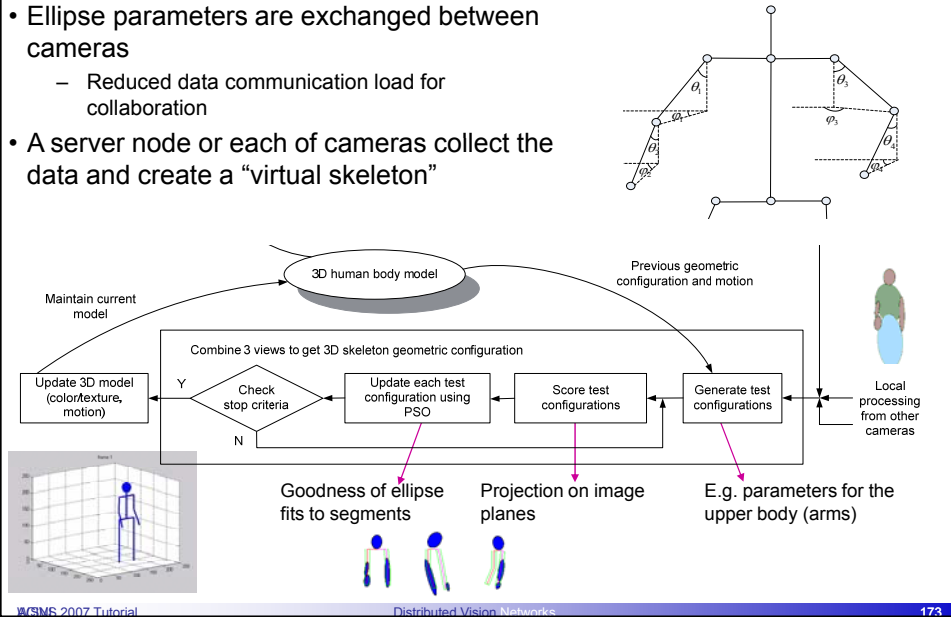 • Ellipse parameters are exchanged between
cameras
– Reduced data communication load for
collaboration
• A server node or each of cameras collect the
data and create a “virtual skeleton”
θ1
φ1
θ2
φ2
θ3
φ3
θ4
φ4
3D human body model
Previous geometric
configuration and motion
Maintain current
model
Combine 3 views to get 3D skeleton geometric configuration
Update 3D model
(color/texture,
motion)
Y
Check
stop criteria
N
Update each test
configuration using
PSO
Score test
configurations
Generate test
configurations
Local
processing
from other
cameras
Goodness of ellipse
fits to segments
Projection on image
planes
E.g. parameters for the
upper body (arms)
2007 Tutorial
Distributed Vision Networks
173